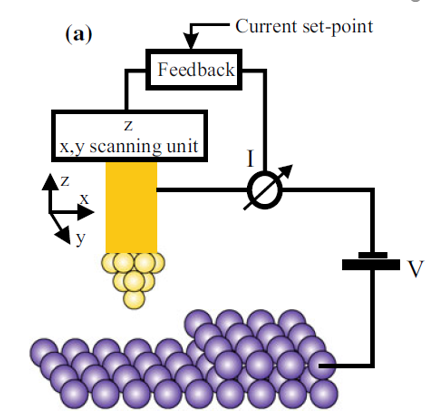 (a)
Current set-point
Feedback
z
x,y scanning unit
I
z
x
y
V